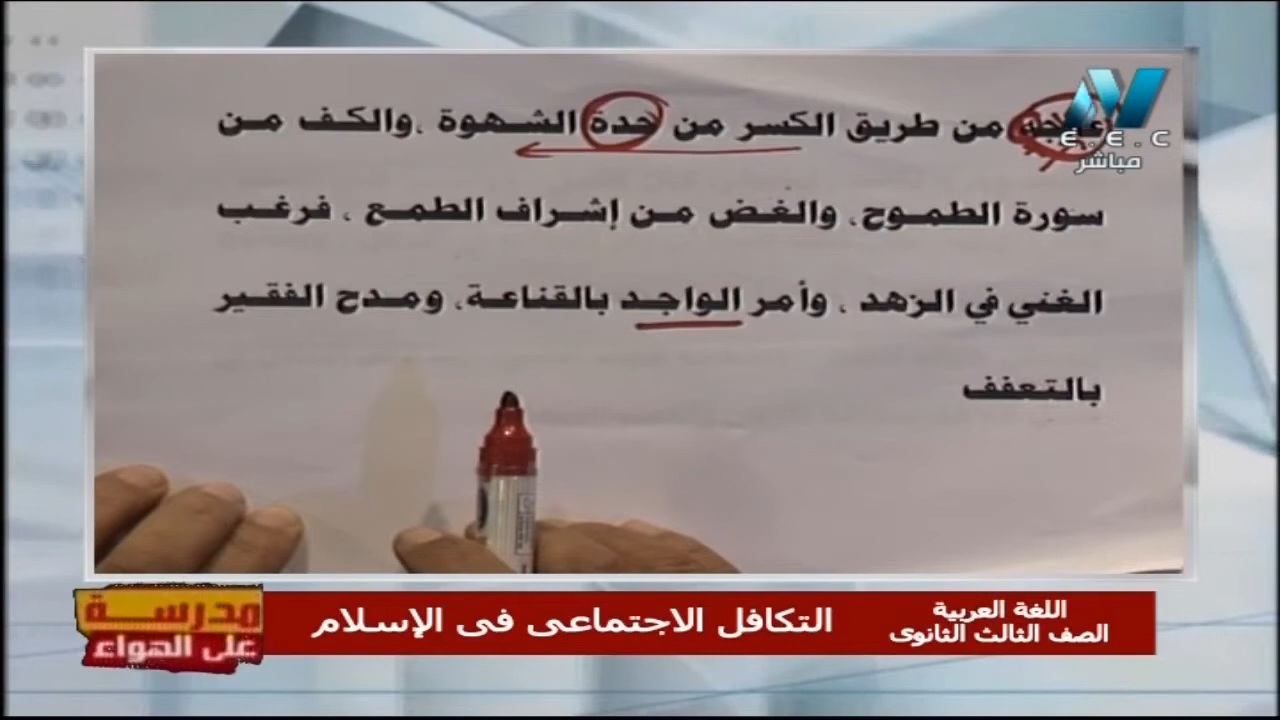 عالجه من طريق الكسر من حدة الشهوة ،والكف من
سورة الطموح، والغض من إشراف الطمع ، فرغب
الغني في الزهد ، وأمر الواجد بالقناعة، ومدح الفقير
بالتعفف
E.E.C
مباشر
مدرسة
على الهواء
التكافل الاجتماعى فى الإسلام
اللغة العربية
الصف الثالث الثانوى